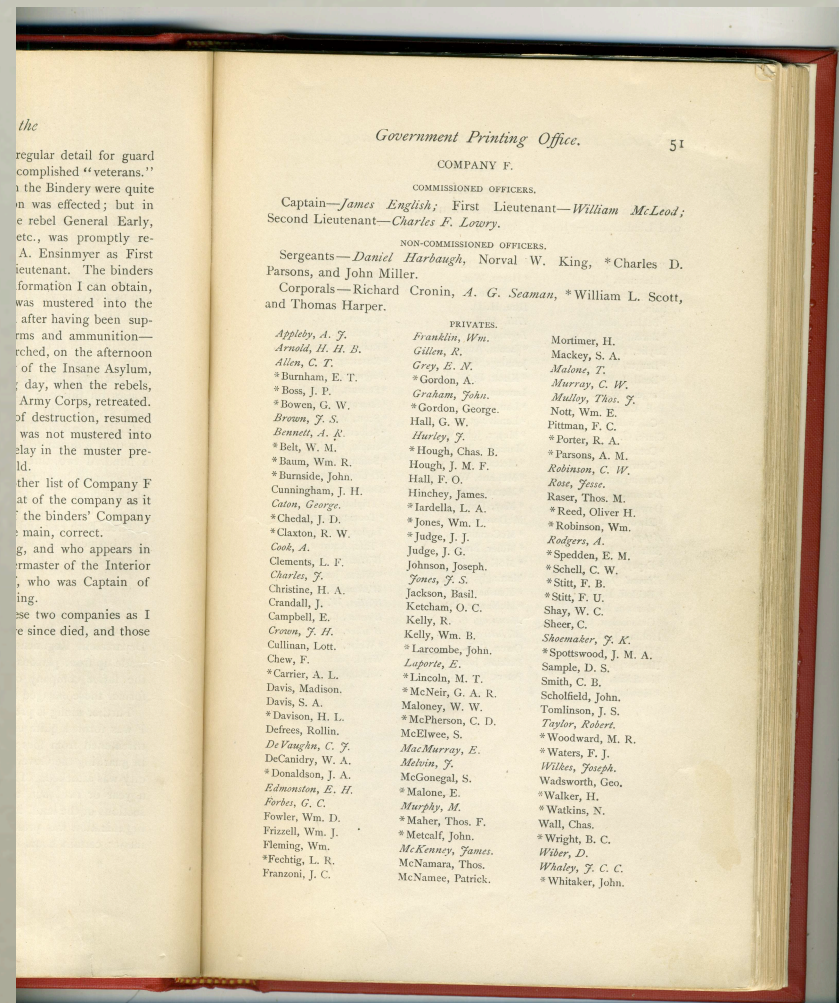 the
regular detail for guard
complished “veterans.”
the Bindery were quite
n was effected; but in
e rebel General Early,
etc., was promptly re-
A. Ensinmyer as First
ieutenant. The binders
formation I can obtain,
was mustered into the
after having been sup-
rms and ammunition—
rched, on the afternoon
of the Insane Asylum,
day, when the rebels,
Army Corps, retreated.
of destruction, resumed
was not mustered into
elay in the muster pre-
ld.
ther list of Company F
at of the company as it
the binders’ Company
main, correct.
g, and who appears in
ermaster of the Interior
, who was Captain of
ing.
ese two companies as I
e since died, and those
Government Printing Office. 51
COMPANY F.
COMMISSIONED OFFICERS.
Captain—James English; First Lieutenant—William McLeod;
Second Lieutenant—Charles F. Lowry.
NON-COMMISSIONED OFFICERS.
Sergeants—Daniel Harbaugh, Norval W. King, *Charles D.
Parsons, and John Miller.
Corporals—Richard Cronin, A. G. Seaman, *William L. Scott,
and Thomas Harper.
PRIVATES.
Appleby, A. J.
Arnold, H. H. B.
Allen, C. T.
*Burnham, E. T.
*Boss, J. P.
*Bowen, G. W.
Brown, J. S.
Bennett, A. R.
*Belt, W. M.
*Baum, Wm. R.
*Burnside, John.
Cunningham, J. H.
Caton, George.
*Chedal, J. D.
*Claxton, R. W.
Cook, A.
Clements, L. F.
Charles, J.
Christine, H. A.
Crandall, J.
Campbell, E.
Crown, J. H.
Cullinan, Lott.
Chew, F.
*Carrier, A. L.
Davis, Madison.
Davis, S. A.
*Davison, H. L.
Defrees, Rollin.
DeVaughn, C. J.
DeCanidry, W. A.
*Donaldson, J. A.
Edmonston, E. H.
Forbes, G. C.
Fowler, Wm. D.
Frizzell, Wm. J.
Fleming, Wm.
*Fechtig, L. R.
Franzoni, J. C.
Franklin, Wm.
Gillen, R.
Grey, E. N.
*Gordon, A.
Graham, John.
*Gordon, George.
Hall, G. W.
Hurley, J.
*Hough, Chas. B.
Hough, J. M. F.
Hall, F. O.
Hinchey, James.
*Iardella, L. A.
*Jones, Wm. L.
*Judge, J. J.
Judge, J. G.
Johnson, Joseph.
Jones, J. S.
Jackson, Basil.
Ketcham, O. C.
Kelly, R.
Kelly, Wm. B.
*Larcombe, John.
Laporte, E.
*Lincoln, M. T.
*McNeir, G. A. R.
Maloney, W. W.
*McPherson, C. D.
McElwee, S.
MacMurray, E.
Melvin, J.
McGonegal, S.
*Malone, E.
Murphy, M.
*Maher, Thos. F.
*Metcalf, John.
McKenney, James.
McNamara, Thos.
McNamee, Patrick.
Mortimer, H.
Mackey, S. A.
Malone, T.
Murray, C. W.
Mulloy, Thos. J.
Nott, Wm. E.
Pittman, F. C.
*Porter, R. A.
*Parsons, A. M.
Robinson, C. W.
Rose, Jesse.
Raser, Thos. M.
*Reed, Oliver H.
*Robinson, Wm.
Rodgers, A.
*Spedden, E. M.
*Schell, C. W.
*Stitt, F. B.
*Stitt, F. U.
Shay, W. C.
Sheer, C.
Shoemaker, J. K.
*Spottswood, J. M. A.
Sample, D. S.
Smith, C. B.
Scholfield, John.
Tomlinson, J. S.
Taylor, Robert.
*Woodward, M. R.
*Waters, F. J.
Wilkes, Joseph.
Wadsworth, Geo.
*Walker, H.
*Watkins, N.
Wall, Chas.
*Wright, B. C.
Wiber, D.
Whaley, J. C. C.
*Whitaker, John.